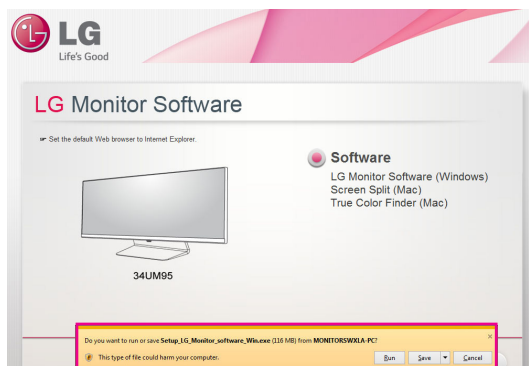 LG
Life's Good
LG Monitor Software
☞ Set the default Web browser to Internet Explorer.
Software
LG Monitor Software (Windows)
Screen Split (Mac)
True Color Finder (Mac)
34UM95
Do you want to run or save Setup_LG_Monitor_software_Win.exe (116 MB) from MONITORSWXLA-PC?
×
This type of file could harm your computer.
Run
Save
Cancel